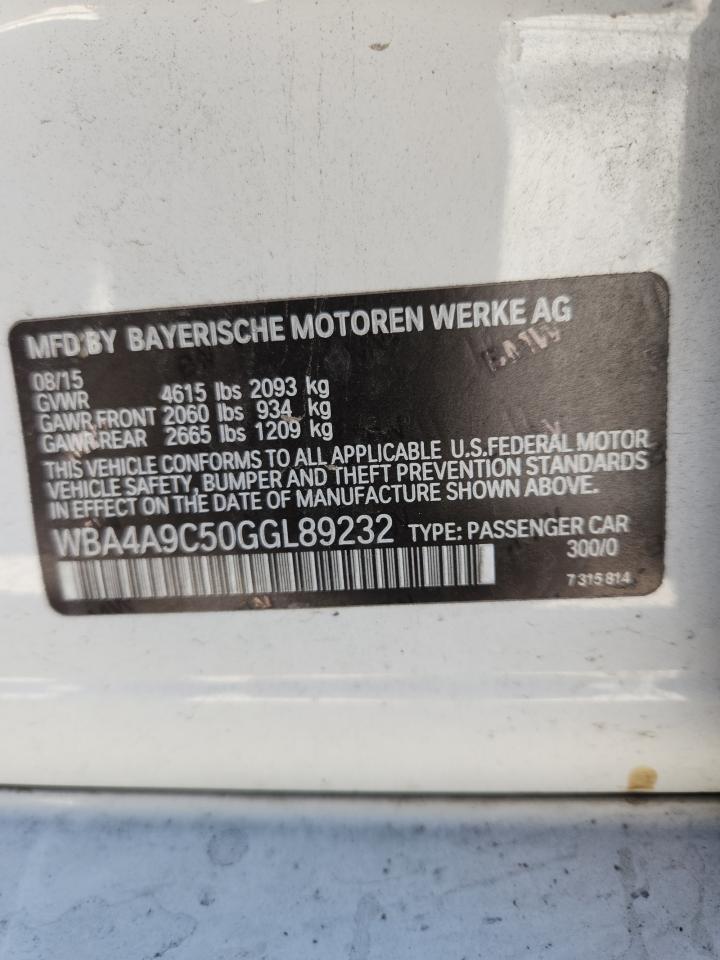 MFD BY BAYERISCHE MOTOREN WERKE AG
08/15
GVWR 4615 lbs 2093 kg
GAWR FRONT 2060 lbs 934 kg
GAWR REAR 2665 lbs 1209 kg
THIS VEHICLE CONFORMS TO ALL APPLICABLE U.S.FEDERAL MOTOR
VEHICLE SAFETY, BUMPER AND THEFT PREVENTION STANDARDS
IN EFFECT ON THE DATE OF MANUFACTURE SHOWN ABOVE.
WBA4A9C50GGL89232 TYPE: PASSENGER CAR
300/0
7 315 814